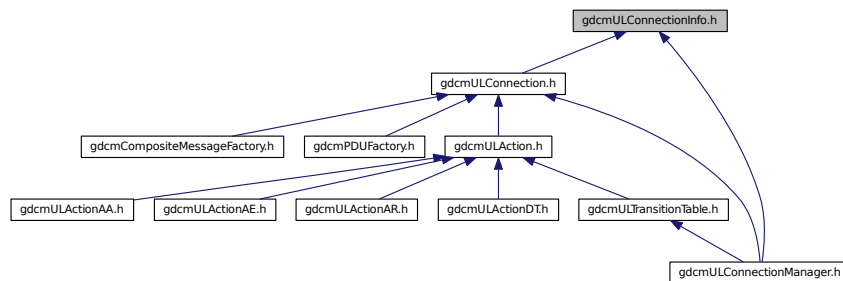 gdcmULConnectionInfo.h
gdcmULConnection.h
gdcmCompositeMessageFactory.h
gdcmPDUFactory.h
gdcmULAction.h
gdcmULActionAA.h
gdcmULActionAE.h
gdcmULActionAR.h
gdcmULActionDT.h
gdcmULTransitionTable.h
gdcmULConnectionManager.h